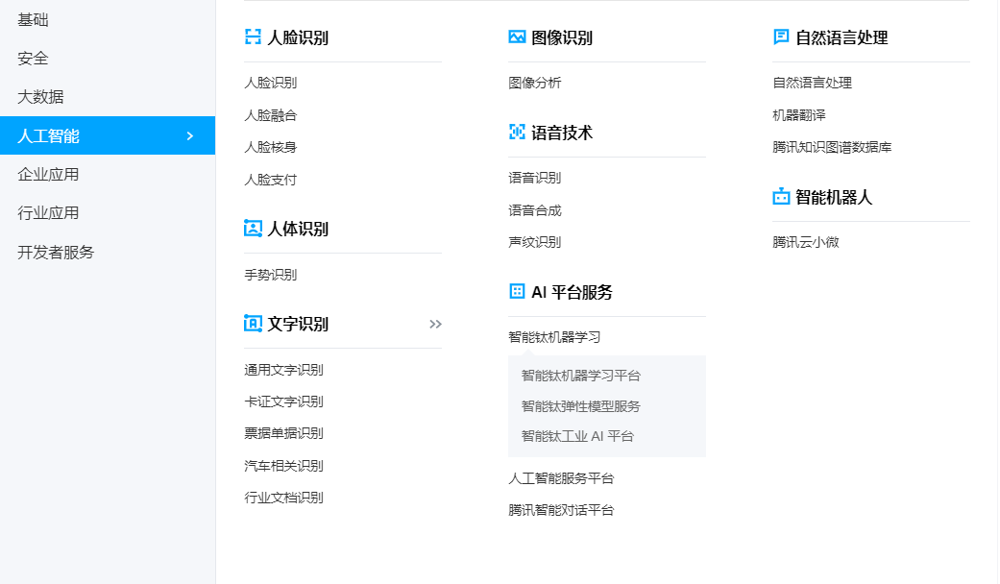 基础
安全
大数据
人工智能
企业应用
行业应用
开发者服务
人脸识别
人脸识别
人脸融合
人脸核身
人脸支付
人体识别
手势识别
文字识别
通用文字识别
卡证文字识别
票据单据识别
汽车相关识别
行业文档识别
图像识别
图像分析
语音技术
语音识别
语音合成
声纹识别
AI 平台服务
智能钛机器学习
智能钛机器学习平台
智能钛弹性模型服务
智能钛工业 AI 平台
人工智能服务平台
腾讯智能对话平台
自然语言处理
自然语言处理
机器翻译
腾讯知识图谱数据库
智能机器人
腾讯云小微